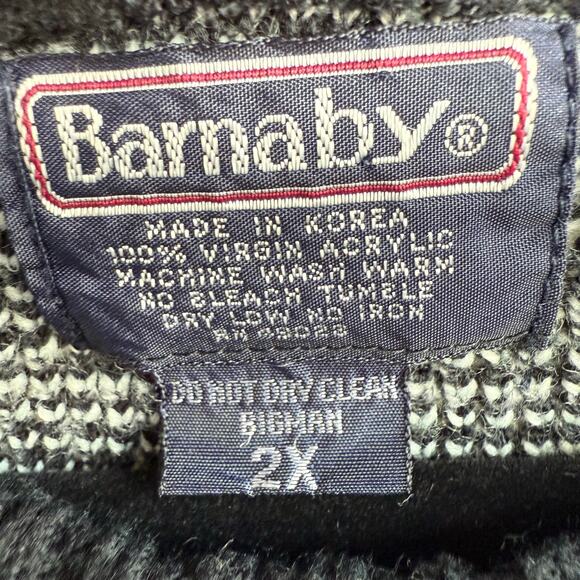 Barnaby®
MADE IN KOREA
100% VIRGIN ACRYLIC
MACHINE WASH WARM
NO BLEACH TUMBLE
DRY LOW NO IRON
DO NOT DRY CLEAN
BIGMAN
2X